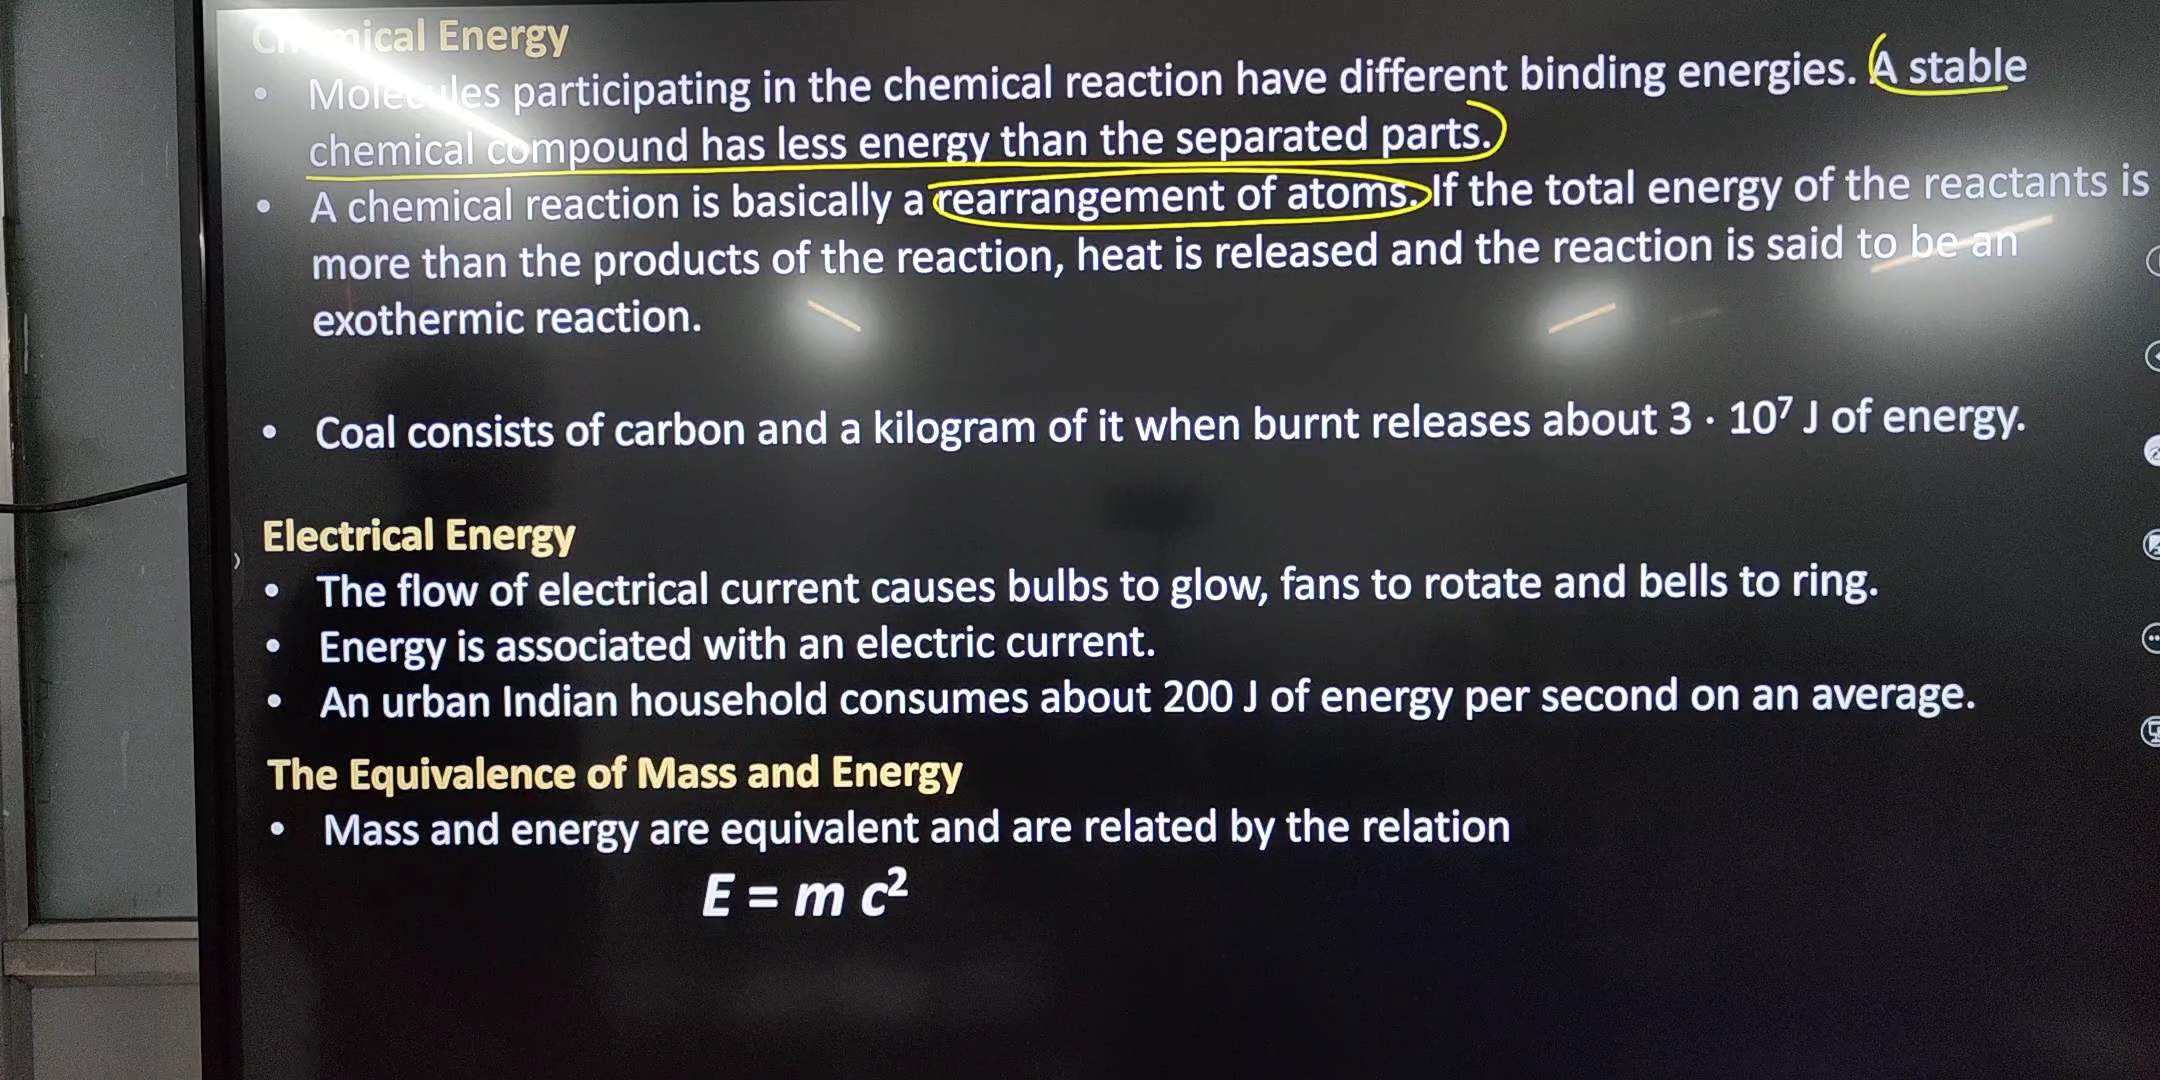 Chemical Energy
• Molecules participating in the chemical reaction have different binding energies. A stable
chemical compound has less energy than the separated parts.
• A chemical reaction is basically a rearrangement of atoms. If the total energy of the reactants is
more than the products of the reaction, heat is released and the reaction is said to be an
exothermic reaction.
• Coal consists of carbon and a kilogram of it when burnt releases about 3 · 10⁷ J of energy.
Electrical Energy
• The flow of electrical current causes bulbs to glow, fans to rotate and bells to ring.
• Energy is associated with an electric current.
• An urban Indian household consumes about 200 J of energy per second on an average.
The Equivalence of Mass and Energy
• Mass and energy are equivalent and are related by the relation
E = m c²